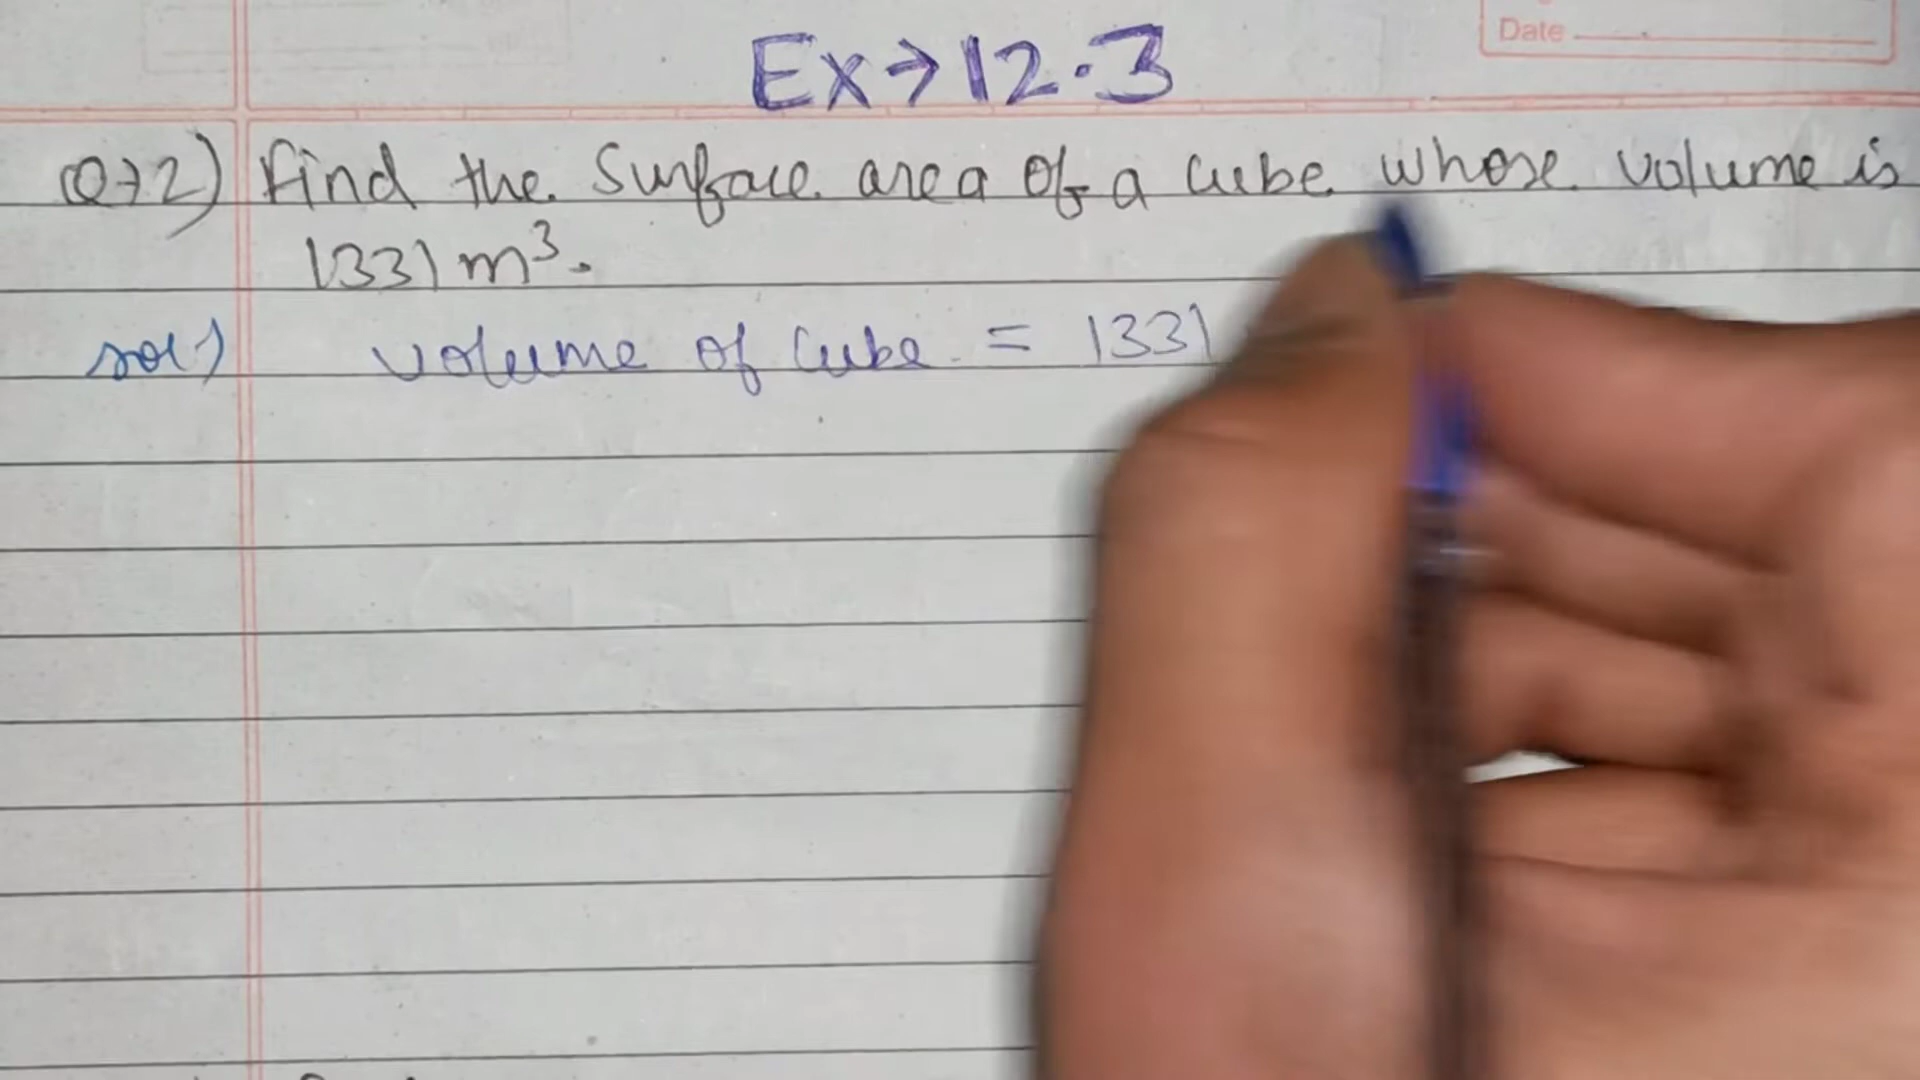 Date
Ex→12.3
Q→2) Find the Surface area of a cube whose volume is
1331 m³.
sol) volume of cube = 1331